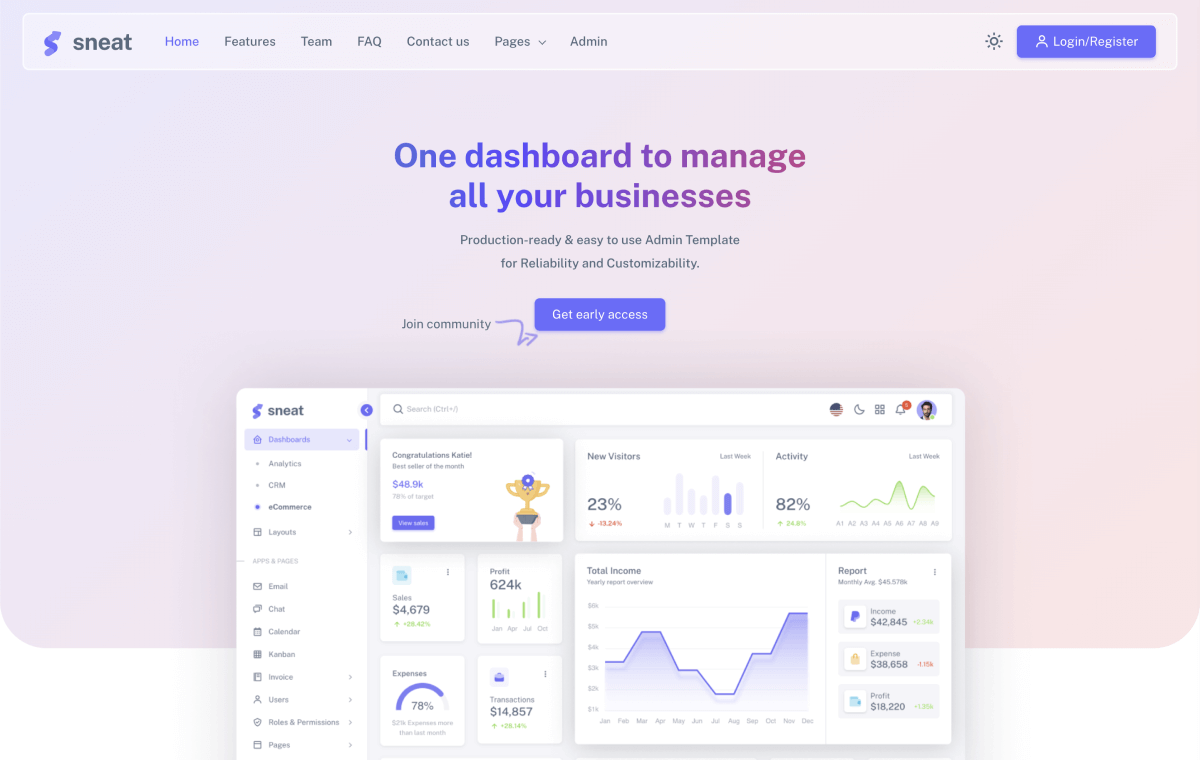 sneat
Home Features Team FAQ Contact us Pages Admin
Login/Register
One dashboard to manage
all your businesses
Production-ready & easy to use Admin Template
for Reliability and Customizability.
Join community
Get early access
sneat
Dashboards
Analytics
CRM
eCommerce
Layouts
APPS & PAGES
Email
Chat
Calendar
Kanban
Invoice
Users
Roles & Permissions
Pages
Search (Ctrl+/)
Congratulations Katie!
Best seller of the month
$48.9k
78% of target
View sales
New Visitors Last Week
23%
-13.24%
M T W T F S S
Activity Last Week
82%
24.8%
A1 A2 A3 A4 A5 A6 A7 A8 A9
Sales
$4,679
+28.42%
Profit
624k
Jan Apr Jul Oct
Expenses
78%
$21k Expenses more
than last month
Transactions
$14,857
+28.14%
Total Income
Yearly report overview
$6k
$5k
$4k
$3k
$2k
$1k
Jan Feb Mar Apr May Jun Jul Aug Sep Oct Nov Dec
Report
Monthly Avg. $45.578k
Income
$42,845 +2.34k
Expense
$38,658 -1.15k
Profit
$18,220 +1.35k